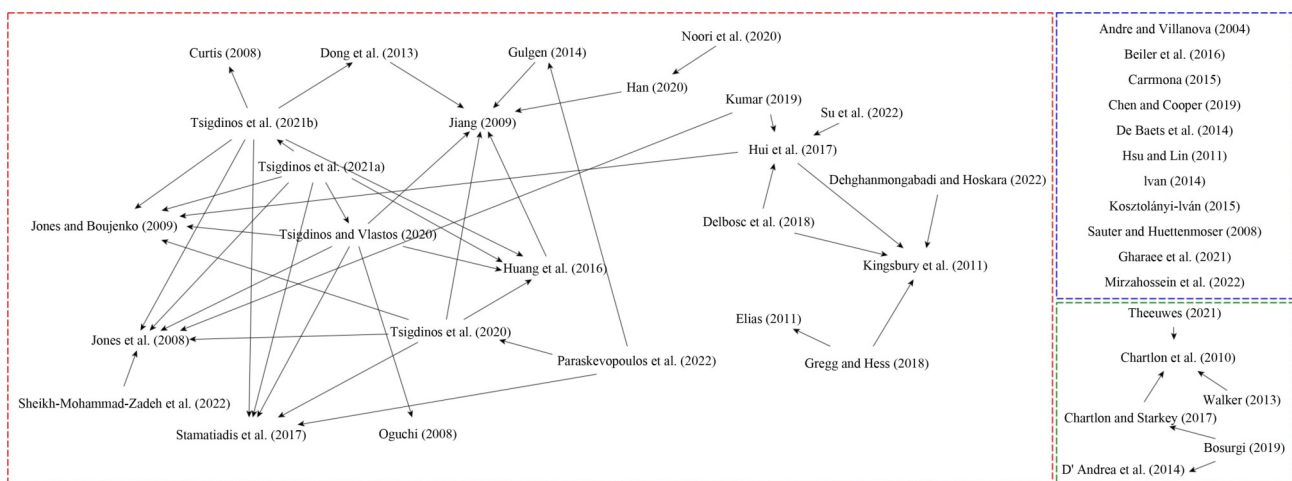 Curtis (2008)
Dong et al. (2013)
Gulgen (2014)
Noori et al. (2020)
Han (2020)
Kumar (2019)
Su et al. (2022)
Tsigdinos et al. (2021b)
Jiang (2009)
Hui et al. (2017)
Tsigdinos et al. (2021a)
Dehghanmongabadi and Hoskara (2022)
Jones and Boujenko (2009)
Tsigdinos and Vlastos (2020)
Delbosc et al. (2018)
Huang et al. (2016)
Kingsbury et al. (2011)
Elias (2011)
Tsigdinos et al. (2020)
Jones et al. (2008)
Paraskevopoulos et al. (2022)
Gregg and Hess (2018)
Sheikh-Mohammad-Zadeh et al. (2022)
Stamatiadis et al. (2017)
Oguchi (2008)
Andre and Villanova (2004)
Beiler et al. (2016)
Carrmona (2015)
Chen and Cooper (2019)
De Baets et al. (2014)
Hsu and Lin (2011)
lvan (2014)
Kosztolányi-Iván (2015)
Sauter and Huettenmoser (2008)
Gharaee et al. (2021)
Mirzahossein et al. (2022)
Theeuwes (2021)
Chartlon et al. (2010)
Walker (2013)
Chartlon and Starkey (2017)
Bosurgi (2019)
D' Andrea et al. (2014)